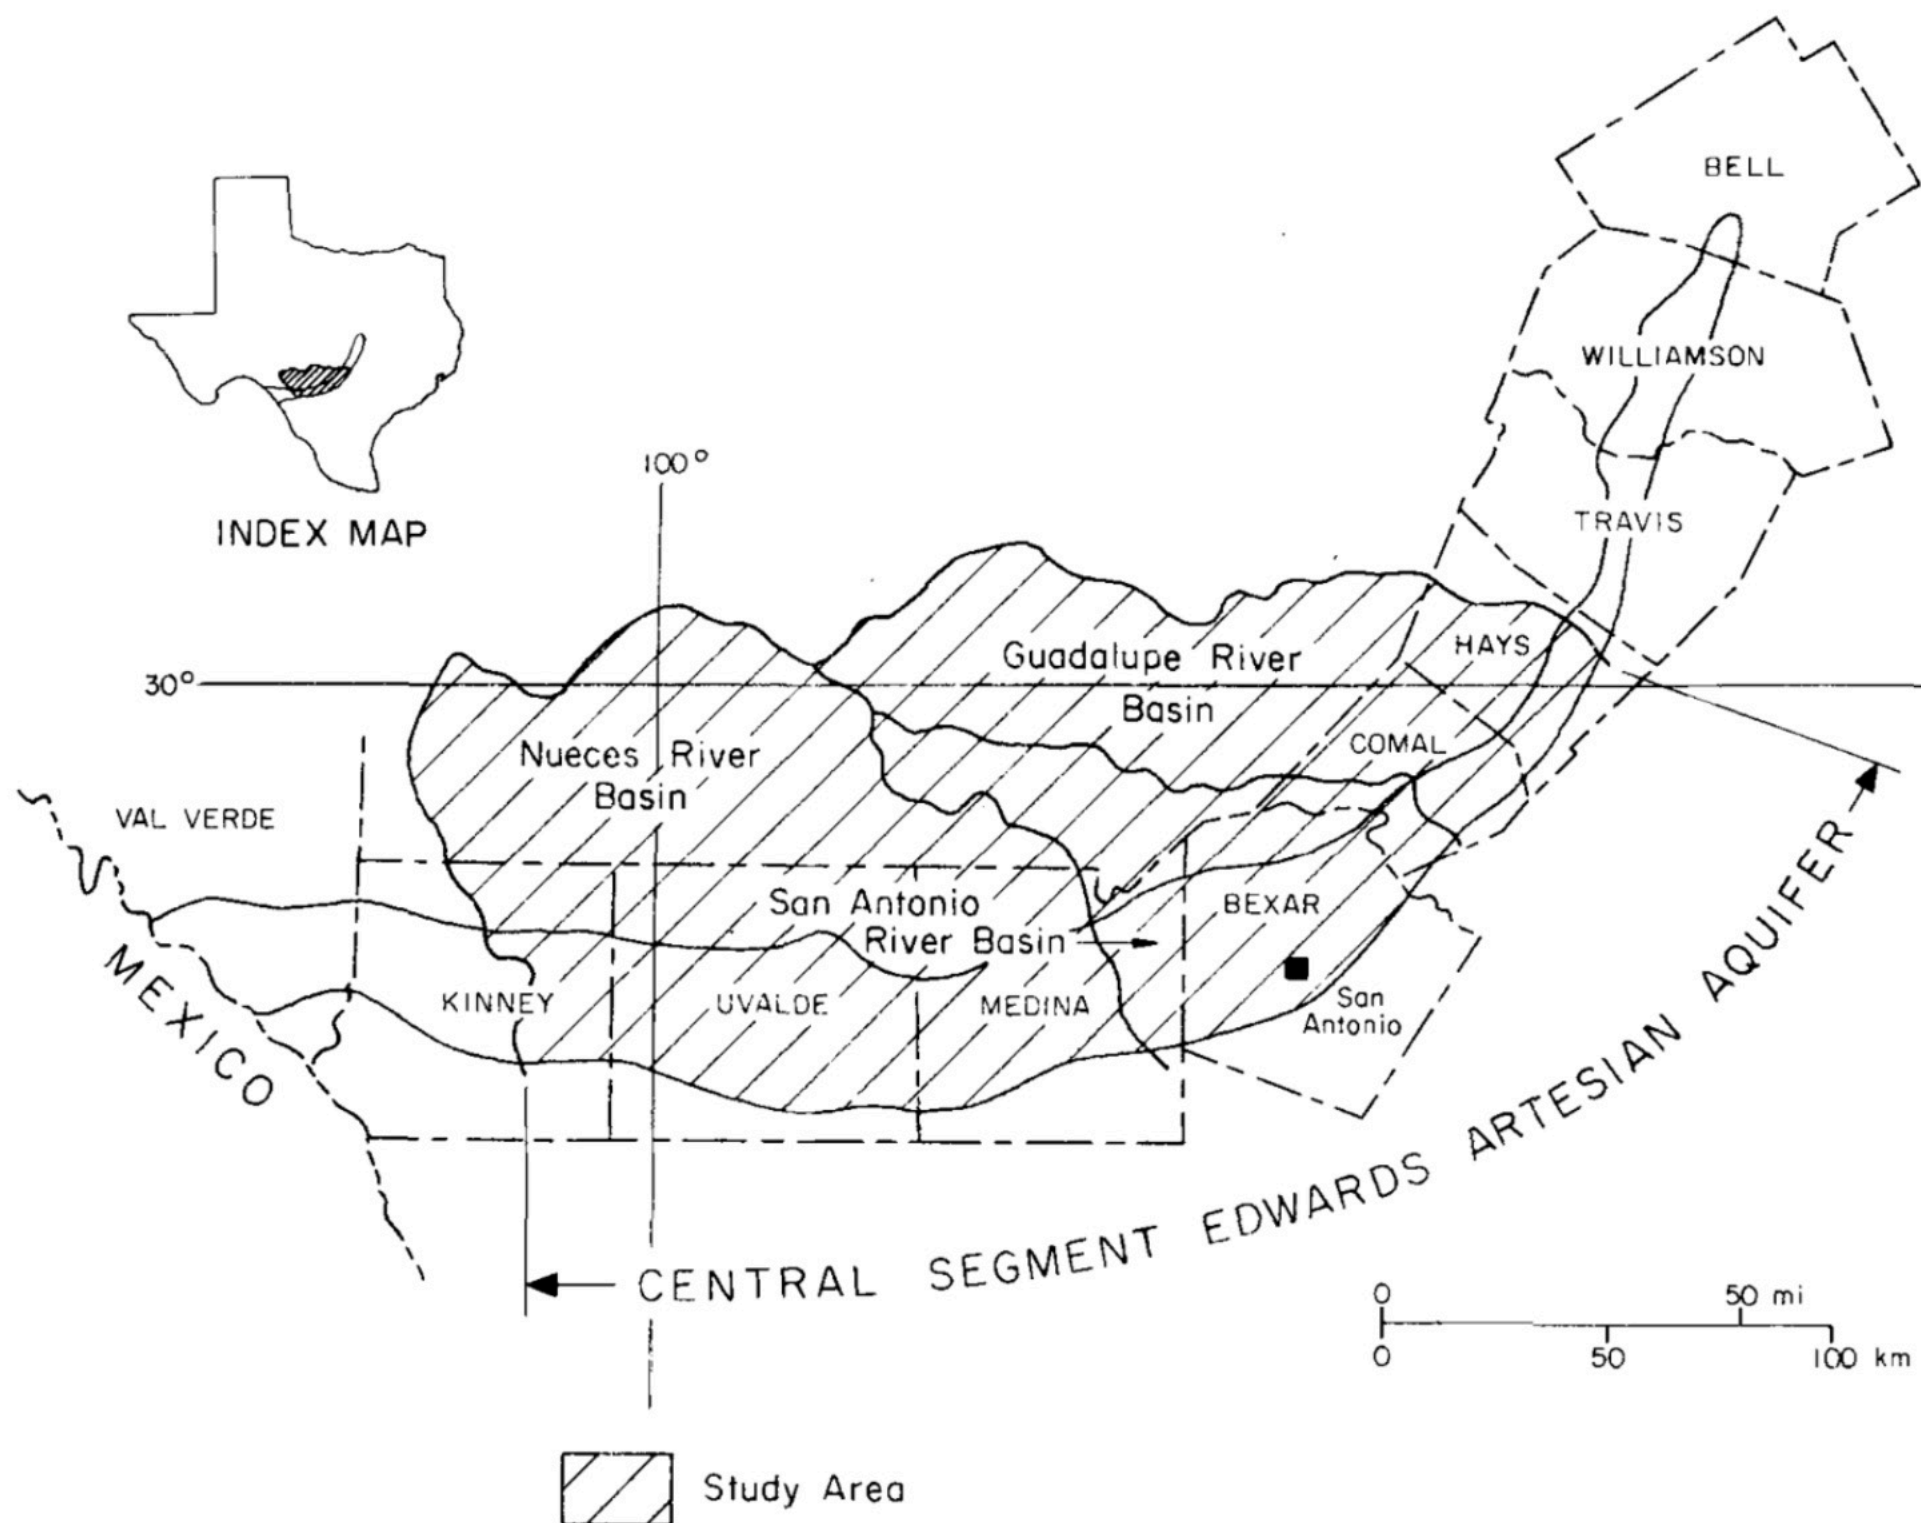 BELL
WILLIAMSON
100°
INDEX MAP
TRAVIS
HAYS
Guadalupe River
Basin
30°
Nueces River
Basin
COMAL
VAL VERDE
San Antonio
River Basin
BEXAR
KINNEY
UVALDE
MEDINA
San
Antonio
MEXICO
CENTRAL SEGMENT EDWARDS ARTESIAN AQUIFER
0 50 mi
0 50 100 km
Study Area